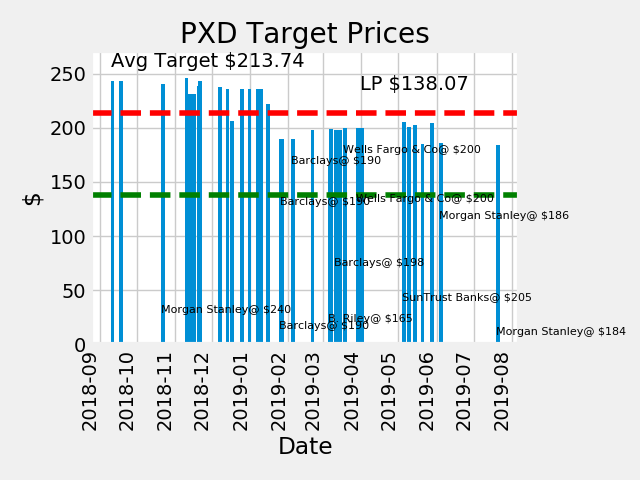 PXD Target Prices
Avg Target $213.74
LP $138.07
$
250
200
150
100
50
0
Wells Fargo & Co@ $200
Barclays@ $190
Wells Fargo & Co@ $200
Barclays@ $190
Morgan Stanley@ $186
Barclays@ $198
SunTrust Banks@ $205
Morgan Stanley@ $240
B. Riley@ $165
Barclays@ $190
Morgan Stanley@ $184
2018-09
2018-10
2018-11
2018-12
2019-01
2019-02
2019-03
2019-04
2019-05
2019-06
2019-07
2019-08
Date